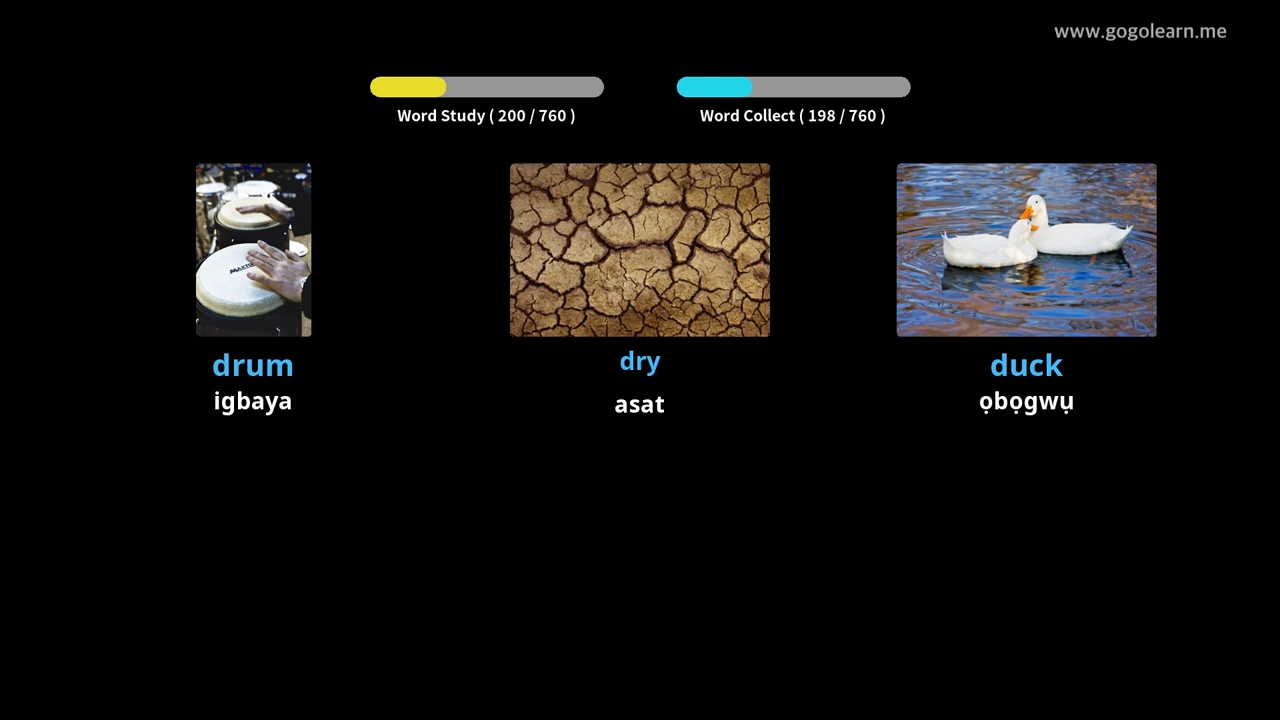 www.gogolearn.me
Word Study ( 200 / 760 )
Word Collect ( 198 / 760 )
drum
igbaya
dry
asat
duck
ọbọgwụ